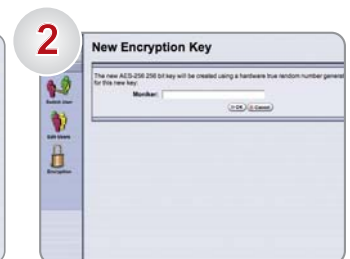 2
New Encryption Key
The new AES-256 256 bit key will be created using a hardware true random number generat
for this new key:
Moniker:
OK Cancel
Switch User
Edit Users
Encryption